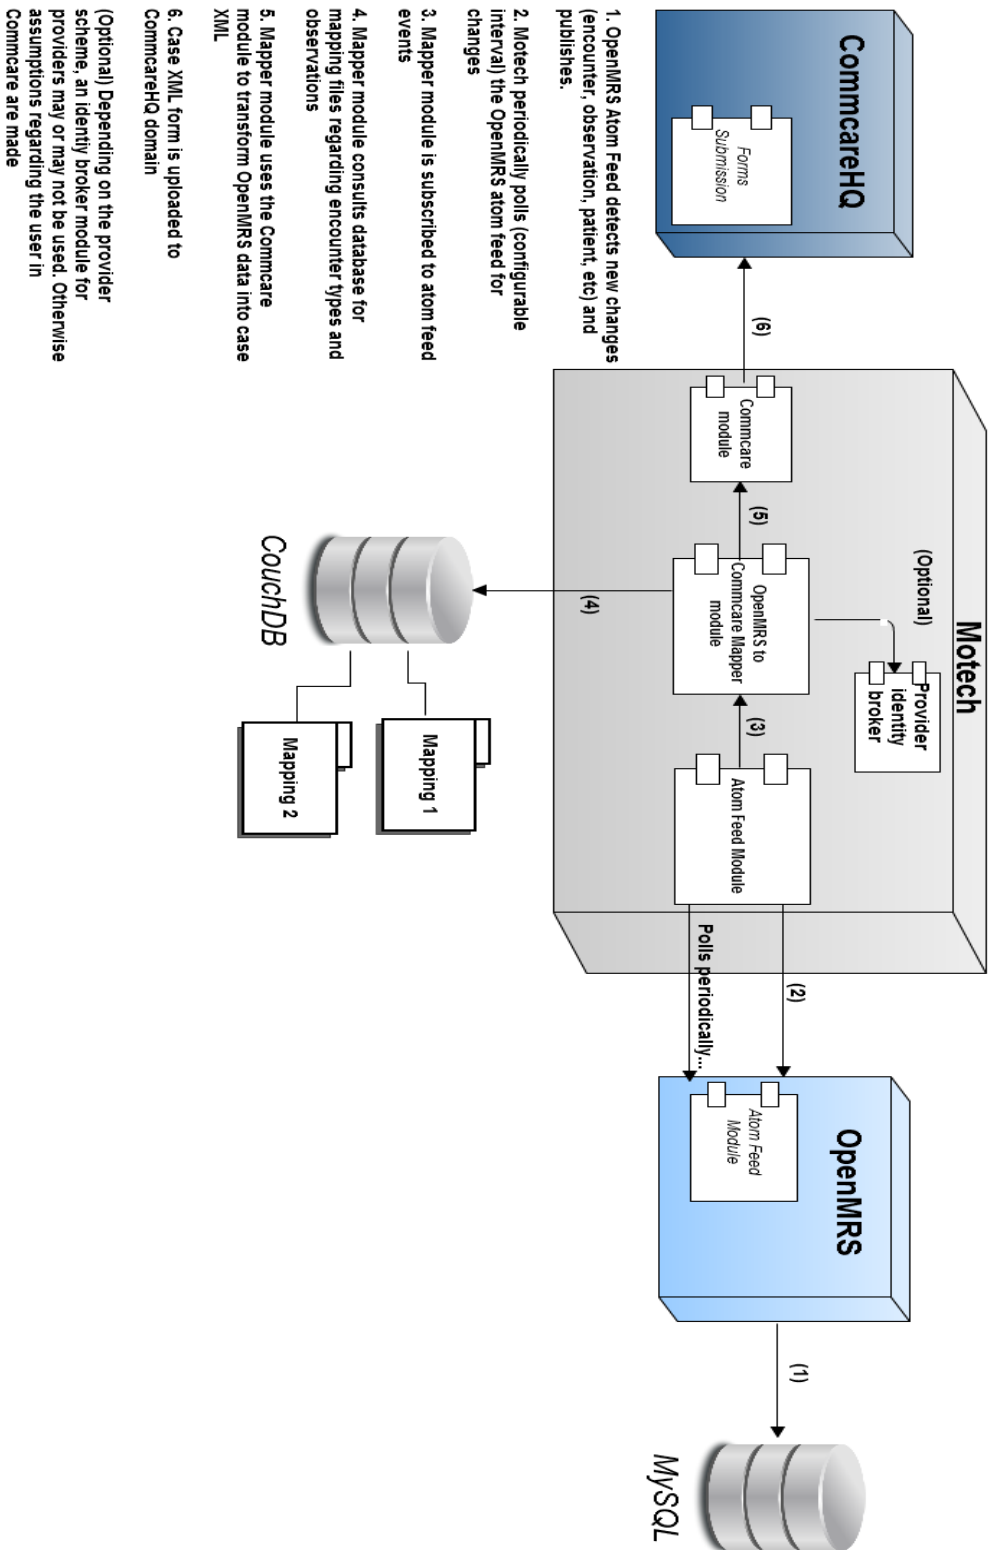 Motech
CommcareHQ
Forms
Submission
(6)
Commcare
module
(5)
(Optional)
Provider
identity
broker
OpenMRS to
Commcare Mapper
module
(3)
Atom Feed Module
(2)
Polls periodically...
OpenMRS
Atom Feed
Module
(1)
MySQL
(4)
CouchDB
Mapping 1
Mapping 2
1. OpenMRS Atom Feed detects new changes
(encounter, observation, patient, etc) and
publishes.
2. Motech periodically polls (configurable
interval) the OpenMRS atom feed for
changes
3. Mapper module is subscribed to atom feed
events
4. Mapper module consults database for
mapping files regarding encounter types and
observations
5. Mapper module uses the Commcare
module to transform OpenMRS data into case
XML
6. Case XML form is uploaded to
CommcareHQ domain
(Optional) Depending on the provider
scheme, an identiy broker module for
providers may or may not be used. Otherwise
assumptions regarding the user in
Commcare are made